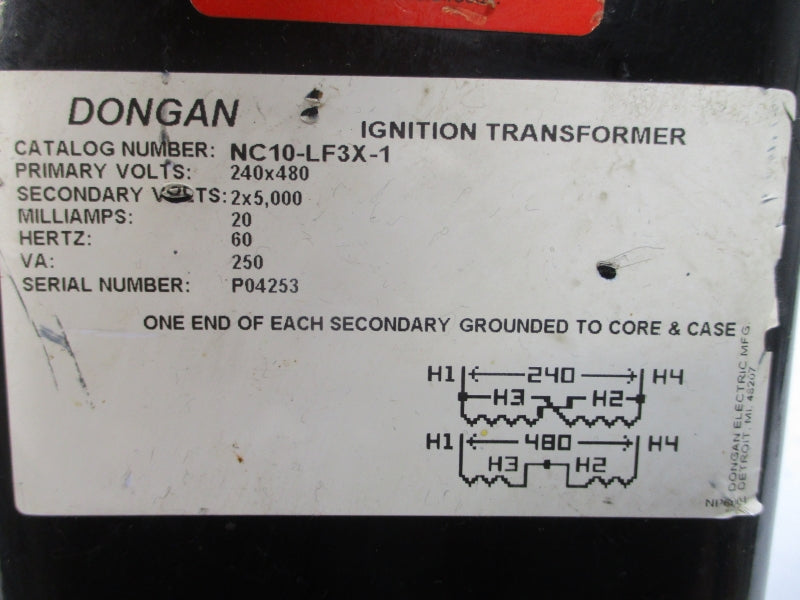 DONGAN
IGNITION TRANSFORMER
CATALOG NUMBER: NC10-LF3X-1
PRIMARY VOLTS: 240x480
SECONDARY VOLTS: 2x5,000
MILLIAMPS: 20
HERTZ: 60
VA: 250
SERIAL NUMBER: P04253
ONE END OF EACH SECONDARY GROUNDED TO CORE & CASE
H1 240 H4
H3 H2
H1 480 H4
H3 H2
DONGAN ELECTRIC MFG.
DETROIT, MI. 48207